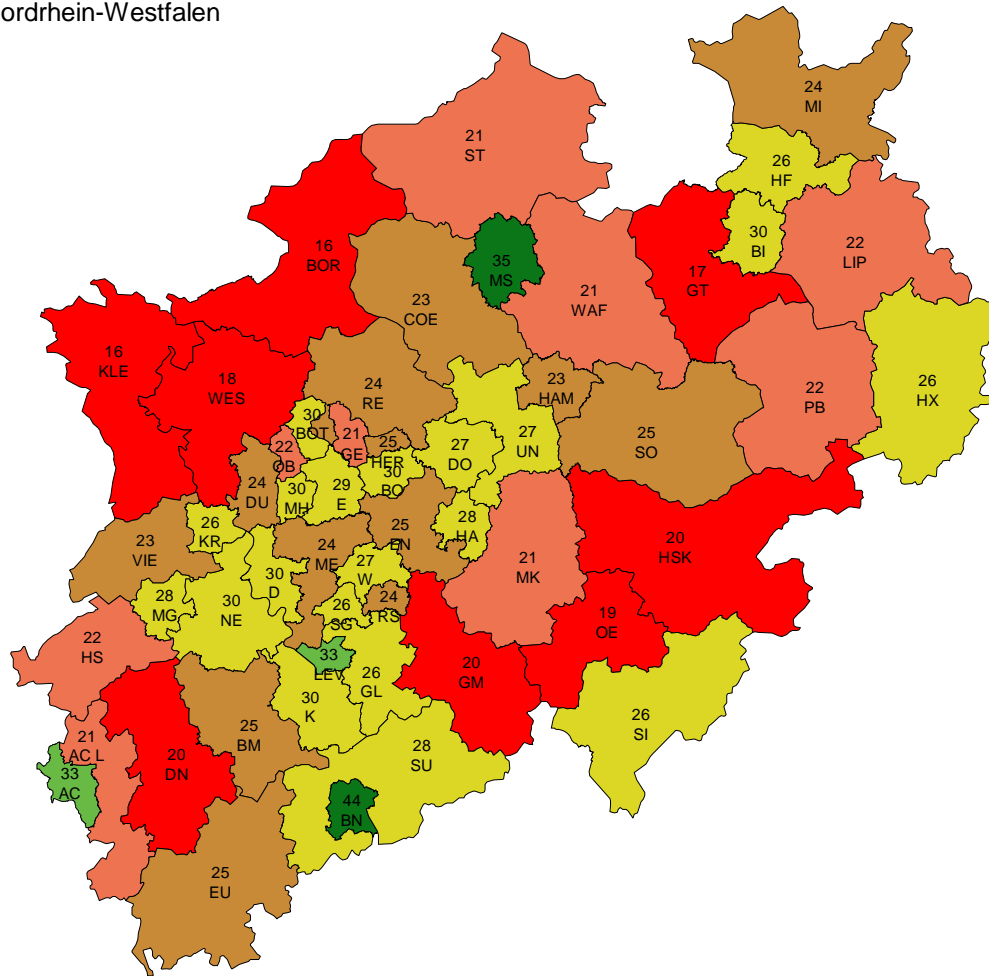 ordrhein-Westfalen
24
MI
21
ST
26
HF
30
BI
22
LIP
16
BOR
35
MS
17
GT
21
WAF
23
COE
16
KLE
18
WES
24
RE
23
HAM
22
PB
26
HX
30
BOT
21
GE
25
HER
22
OB
27
DO
27
UN
25
SO
24
DU
30
MH
29
E
30
BO
28
HA
26
KR
23
VIE
24
ME
25
EN
21
MK
20
HSK
27
W
30
D
28
MG
30
NE
26
SG
24
RS
19
OE
22
HS
33
LEV
26
GL
20
GM
30
K
26
SI
21
AC L
33
AC
20
DN
25
BM
28
SU
44
BN
25
EU